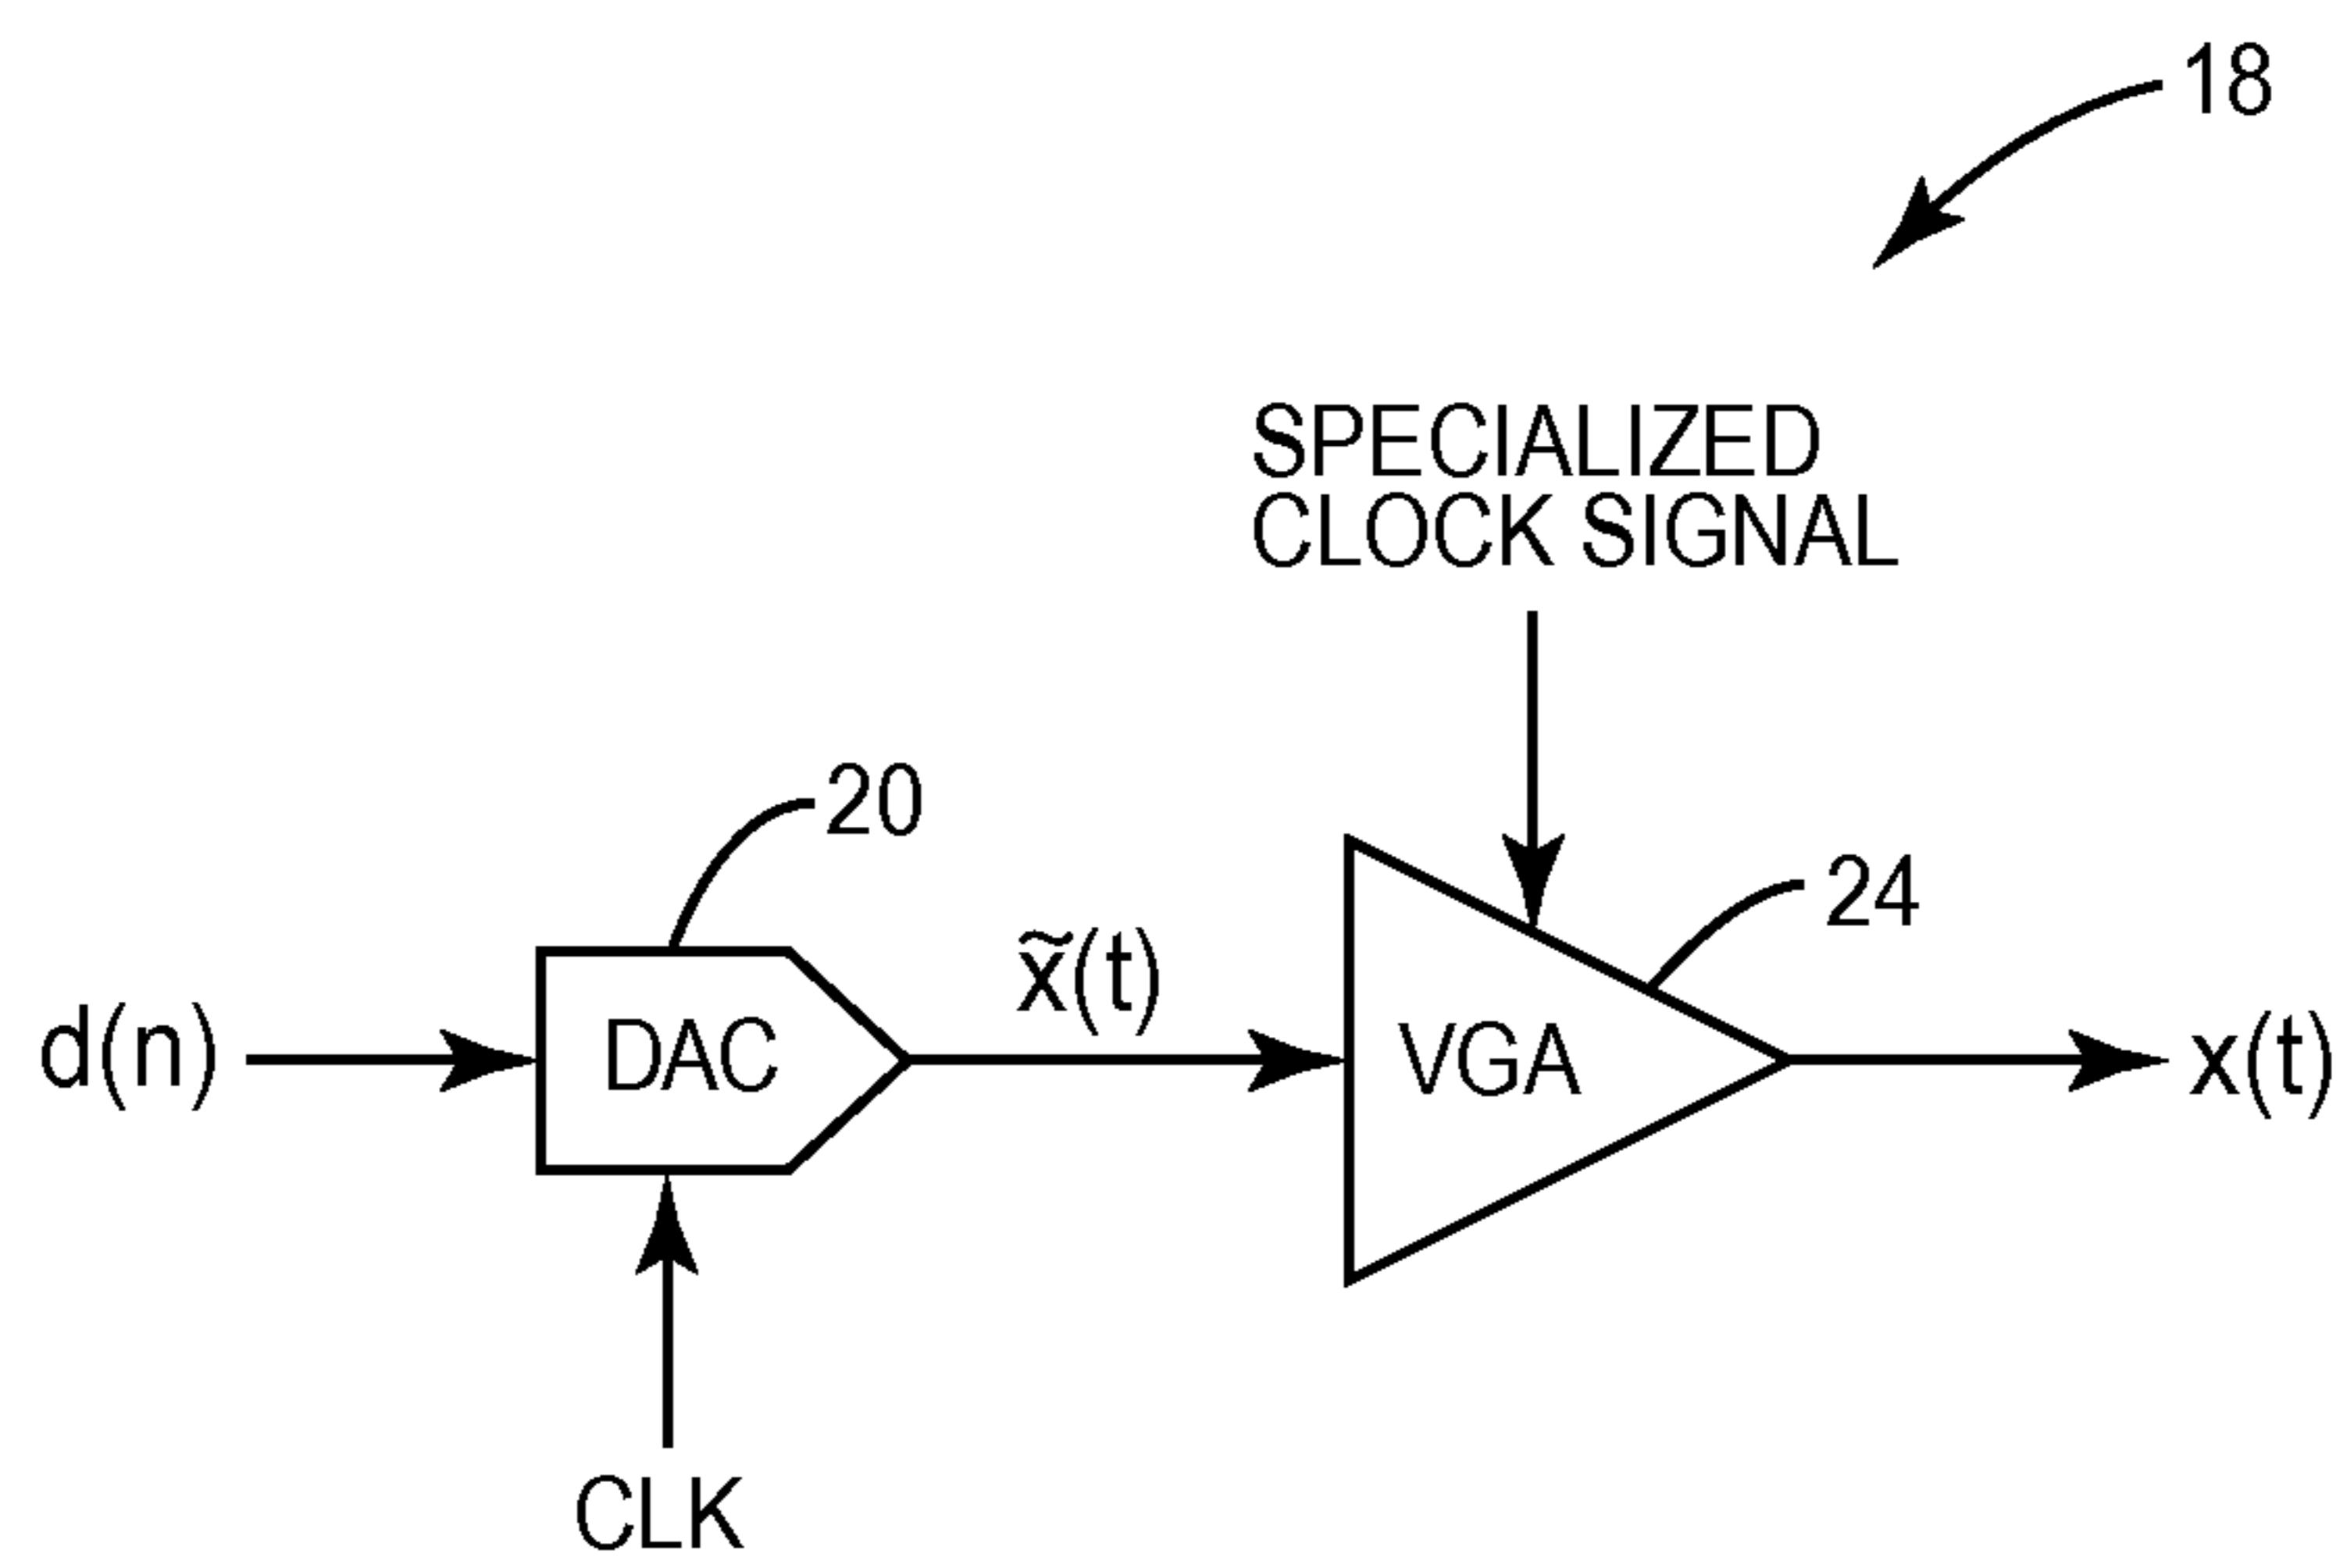 18
SPECIALIZED
CLOCK SIGNAL
20
24
x̃(t)
d(n)
DAC
VGA
x(t)
CLK